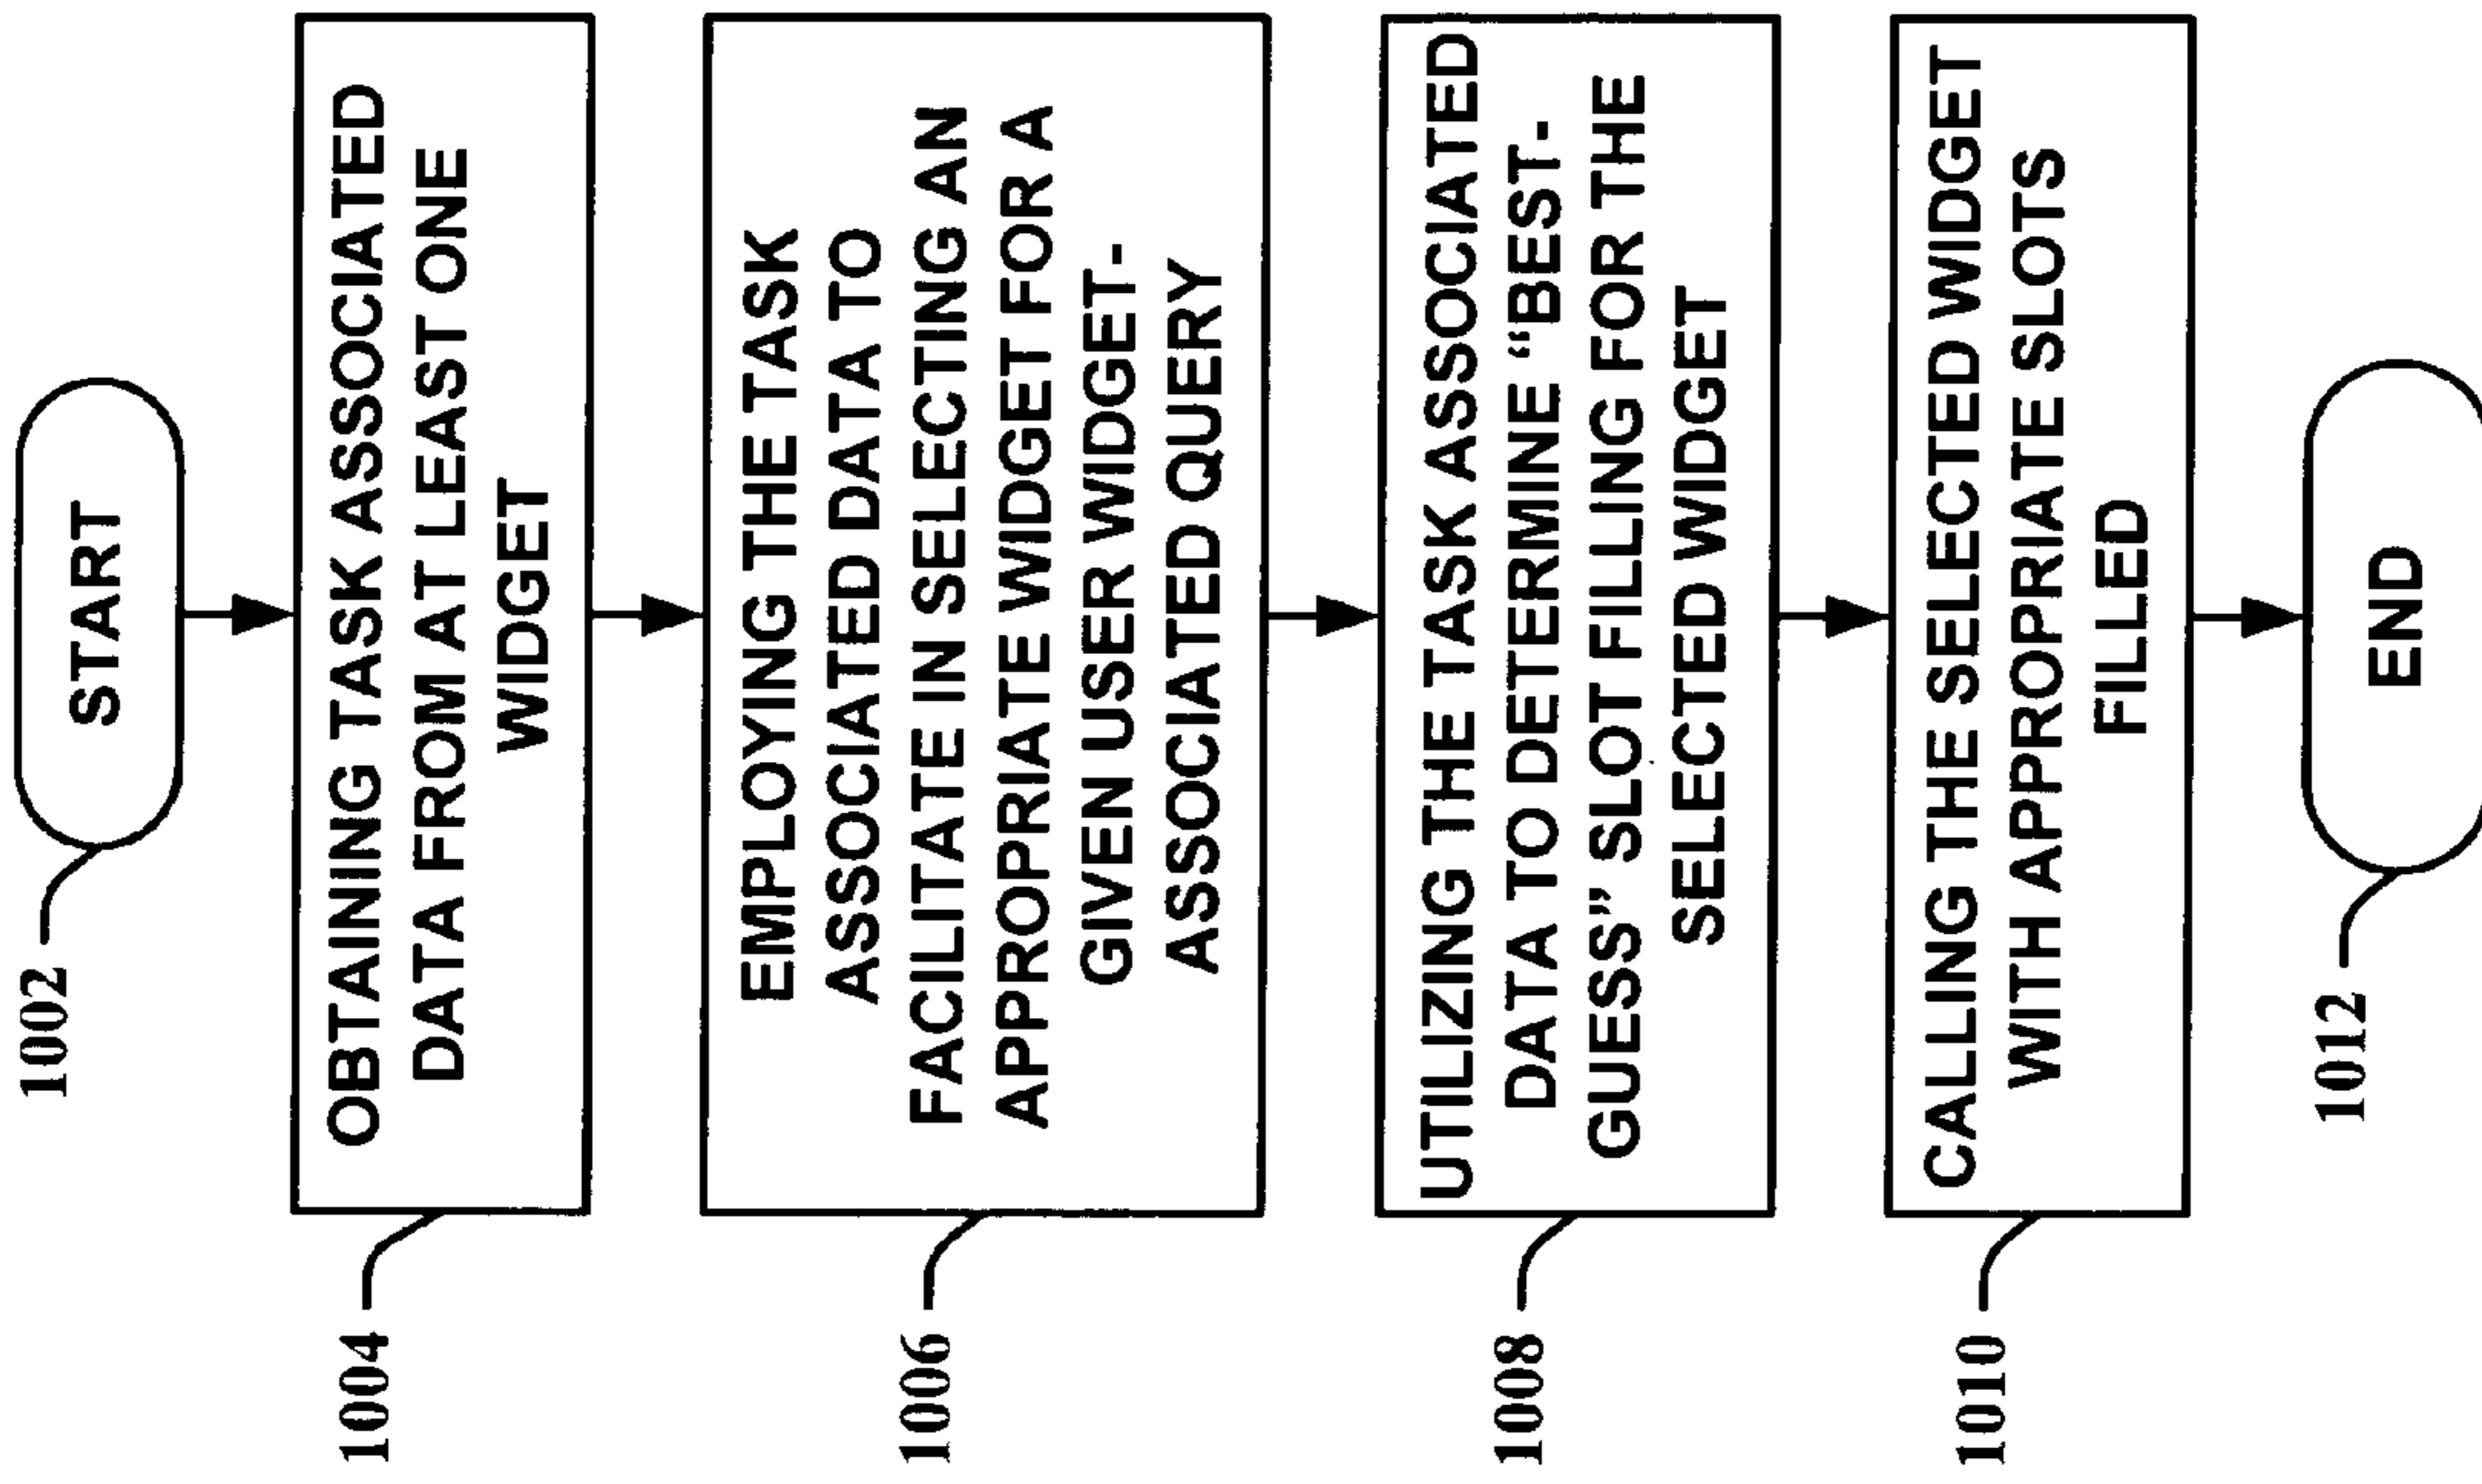 START
1002
OBTAINING TASK ASSOCIATED
DATA FROM AT LEAST ONE
WIDGET
1004
EMPLOYING THE TASK
ASSOCIATED DATA TO
FACILITATE IN SELECTING AN
APPROPRIATE WIDGET FOR A
GIVEN USER WIDGET-
ASSOCIATED QUERY
1006
UTILIZING THE TASK ASSOCIATED
DATA TO DETERMINE “BEST-
GUESS” SLOT FILLING FOR THE
SELECTED WIDGET
1008
CALLING THE SELECTED WIDGET
WITH APPROPRIATE SLOTS
FILLED
1010
END
1012